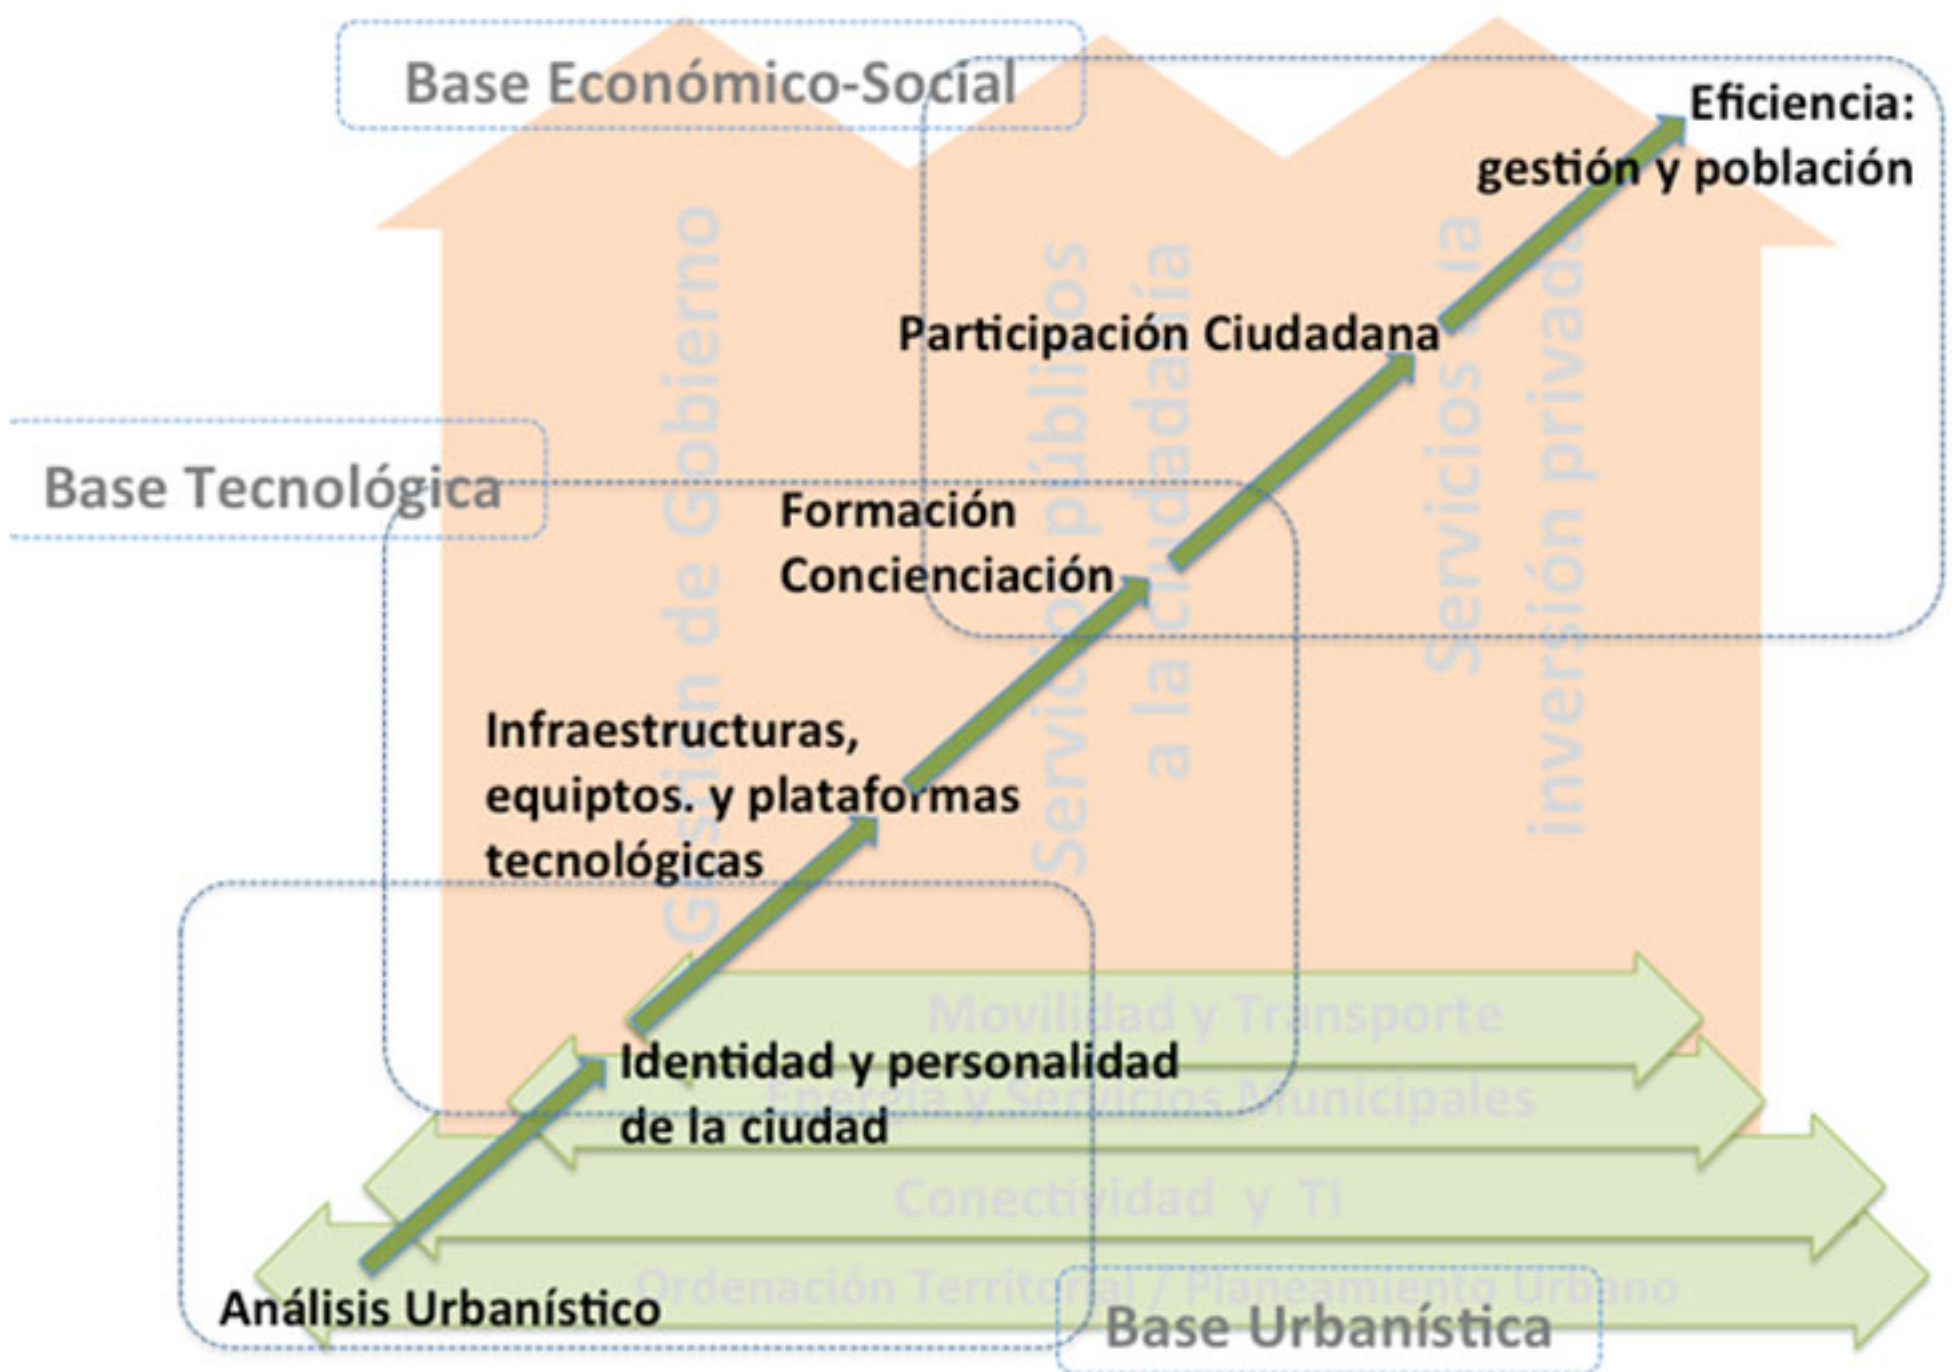 Base Económico-Social
Eficiencia:
gestión y población
Participación Ciudadana
Base Tecnológica
Formación
Concienciación
Infraestructuras,
equiptos. y plataformas
tecnológicas
Identidad y personalidad
de la ciudad
Análisis Urbanístico
Base Urbanística
Gestión de Gobierno
Servicios públicos
a la ciudadanía
Servicios a la
inversión privada
Movilidad y Transporte
Energía y Servicios Municipales
Conectividad y TI
Ordenación Territorial / Planeamiento Urbano